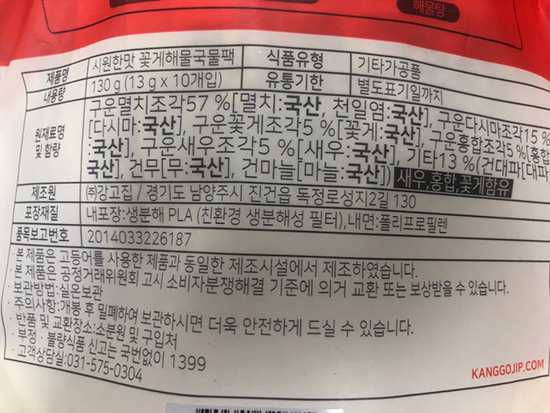 해물탕
제품명 시원한맛 꽃게해물국물팩 식품유형 기타가공품
내용량 130 g (13 g x 10개입) 유통기한 별도표기일까지
원재료명 및 함량
구운멸치조각57 %[멸치:국산, 천일염:국산], 구운다시마조각15 %
[다시마:국산], 구운꽃게조각5 %[꽃게:국산], 구운홍합조각5 %[홍합
:국산], 구운새우조각5 %[새우:국산], 기타13 %(건대파[대파:
국산], 건무[무:국산], 건마늘[마늘:국산]) 새우,홍합,꽃게함유
제조원 ㈜강고집 / 경기도 남양주시 진건읍 독정로성지2길 130
포장재질 내포장:생분해 PLA (친환경 생분해성 필터),내면:폴리프로필렌
품목보고번호 2014033226187
· 본 제품은 고등어를 사용한 제품과 동일한 제조시설에서 제조하였습니다.
· 본 제품은 공정거래위원회 고시 소비자분쟁해결 기준에 의거 교환 또는 보상받을 수 있습니다.
· 보관방법:실온보관
· 주의사항:개봉 후 밀폐하여 보관하시면 더욱 안전하게 드실 수 있습니다.
· 반품 및 교환장소:소분원 및 구입처
· 부정 · 불량식품 신고는 국번없이 1399
· 고객상담실:031-575-0304
KANGGOJIP.COM